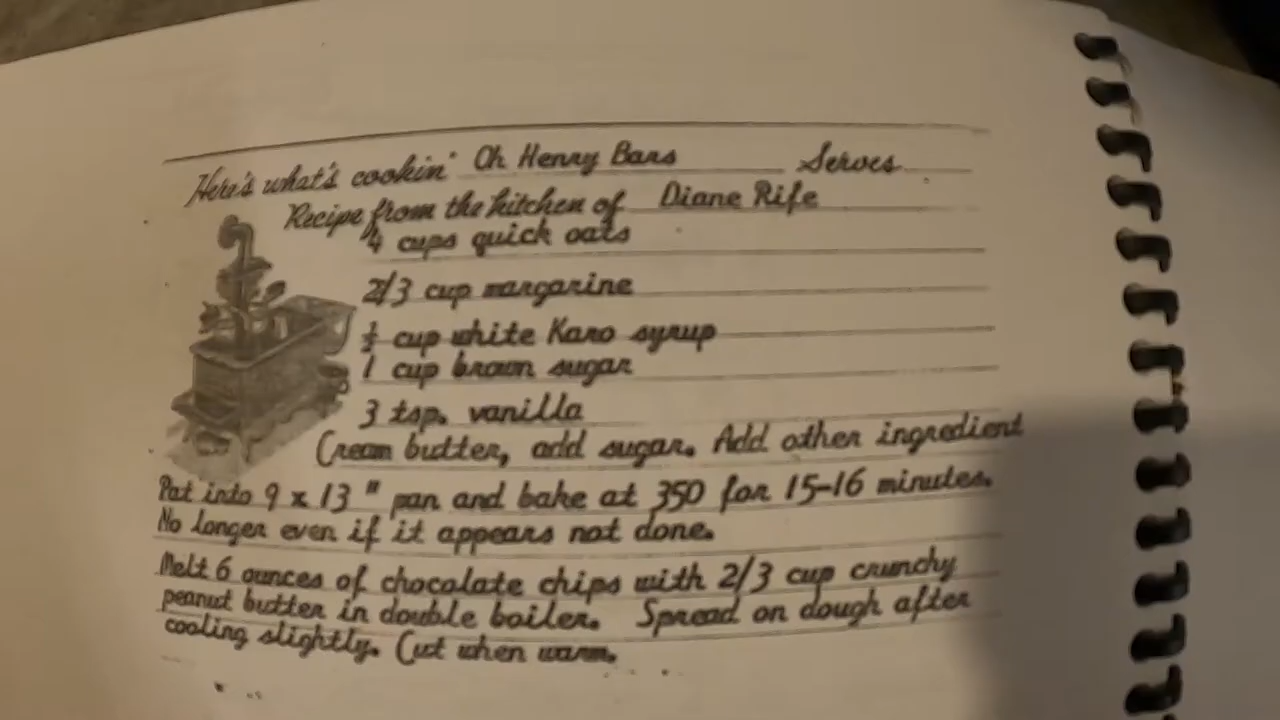 Here's what's cookin' Oh Henry Bars Serves
Recipe from the kitchen of Diane Rife
4 cups quick oats
2/3 cup margarine
½ cup white Karo syrup
1 cup brown sugar
3 tsp. vanilla
Cream butter, add sugar. Add other ingredient
Pat into 9 x 13 " pan and bake at 350 for 15-16 minutes.
No longer even if it appears not done.
Melt 6 ounces of chocolate chips with 2/3 cup crunchy
peanut butter in double boiler. Spread on dough after
cooling slightly. Cut when warm.